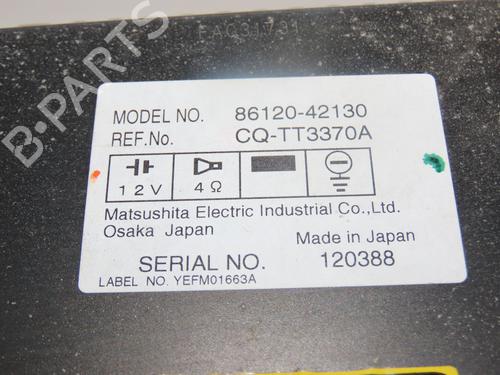 EAC31731
MODEL NO. 86120-42130
REF.No. CQ-TT3370A
12V 4Ω
Matsushita Electric Industrial Co.,Ltd.
Osaka Japan
Made in Japan
SERIAL NO. 120388
LABEL NO. YEFM01663A
B-PARTS